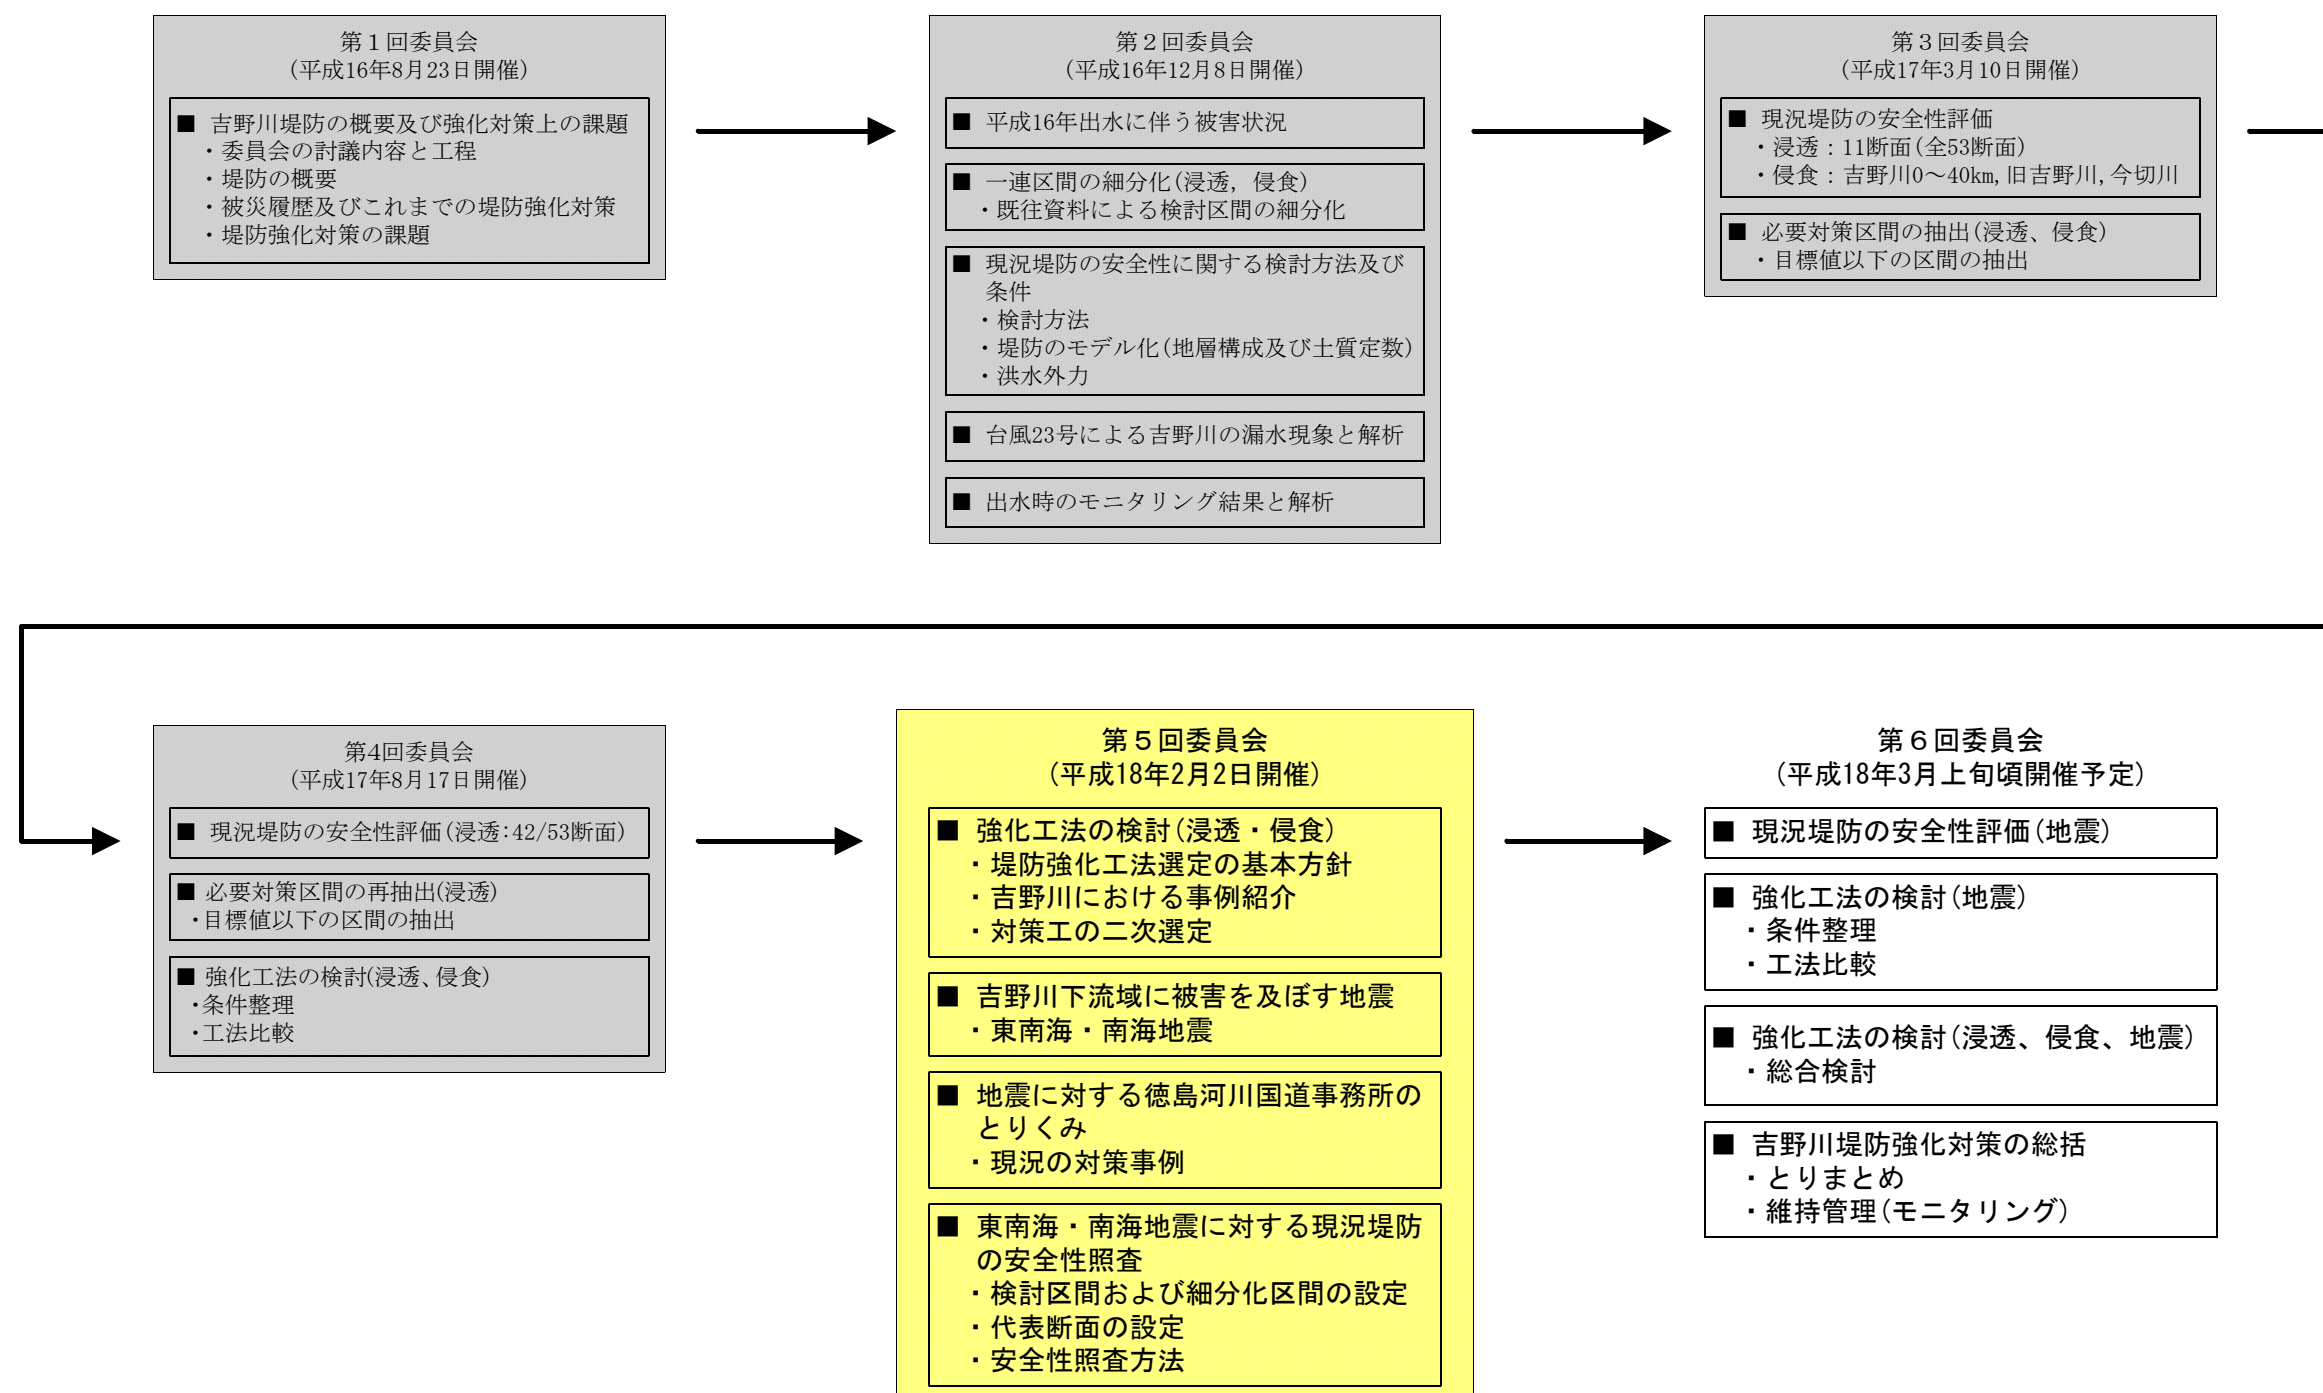 第１回委員会
(平成16年8月23日開催)
■ 吉野川堤防の概要及び強化対策上の課題
・委員会の討議内容と工程
・堤防の概要
・被災履歴及びこれまでの堤防強化対策
・堤防強化対策の課題
第２回委員会
(平成16年12月8日開催)
■ 平成16年出水に伴う被害状況
■ 一連区間の細分化(浸透，侵食)
・既往資料による検討区間の細分化
■ 現況堤防の安全性に関する検討方法及び
条件
・検討方法
・堤防のモデル化(地層構成及び土質定数)
・洪水外力
■ 台風23号による吉野川の漏水現象と解析
■ 出水時のモニタリング結果と解析
第３回委員会
(平成17年3月10日開催)
■ 現況堤防の安全性評価
・浸透：11断面(全53断面)
・侵食：吉野川0～40km,旧吉野川,今切川
■ 必要対策区間の抽出(浸透、侵食)
・目標値以下の区間の抽出
第4回委員会
(平成17年8月17日開催)
■ 現況堤防の安全性評価(浸透:42/53断面)
■ 必要対策区間の再抽出(浸透)
・目標値以下の区間の抽出
■ 強化工法の検討(浸透、侵食)
・条件整理
・工法比較
第５回委員会
(平成18年2月2日開催)
■ 強化工法の検討(浸透・侵食)
・堤防強化工法選定の基本方針
・吉野川における事例紹介
・対策工の二次選定
■ 吉野川下流域に被害を及ぼす地震
・東南海・南海地震
■ 地震に対する徳島河川国道事務所の
とりくみ
・現況の対策事例
■ 東南海・南海地震に対する現況堤防
の安全性照査
・検討区間および細分化区間の設定
・代表断面の設定
・安全性照査方法
第６回委員会
(平成18年3月上旬頃開催予定)
■ 現況堤防の安全性評価(地震)
■ 強化工法の検討(地震)
・条件整理
・工法比較
■ 強化工法の検討(浸透、侵食、地震)
・総合検討
■ 吉野川堤防強化対策の総括
・とりまとめ
・維持管理(モニタリング)